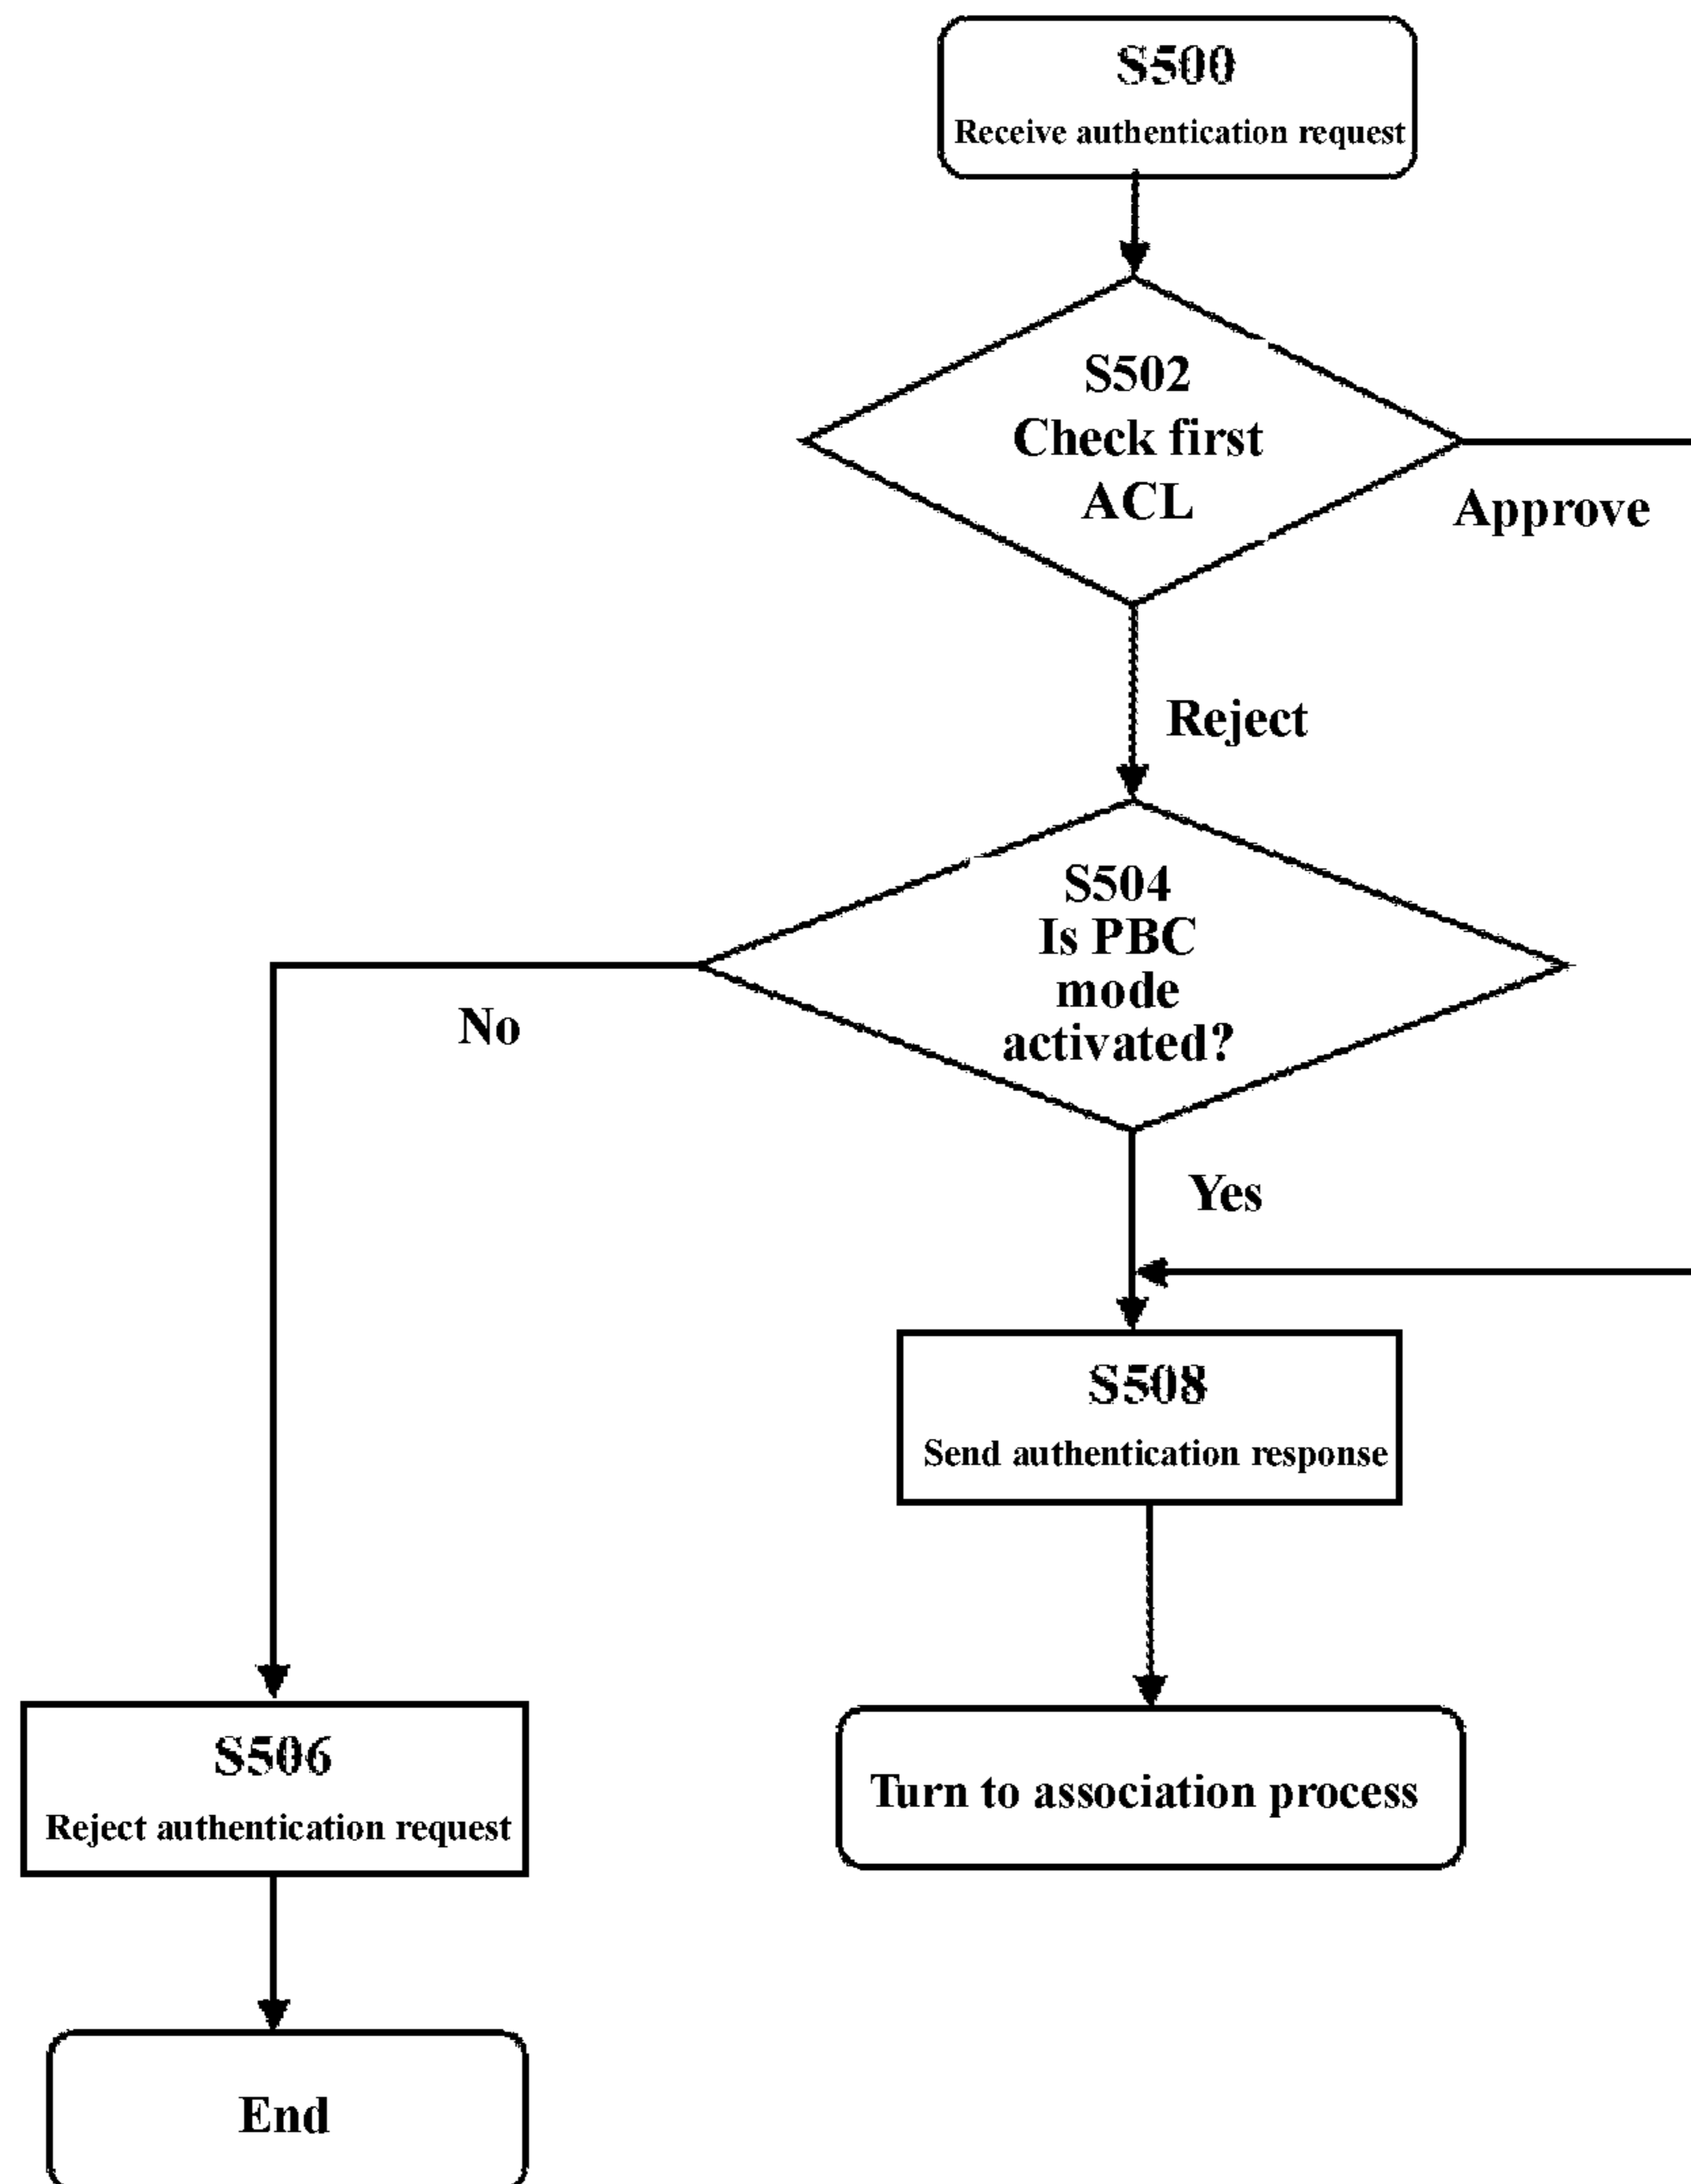 S500
Receive authentication request
S502
Check first
ACL
Approve
Reject
S504
Is PBC
mode
activated?
No
Yes
S508
Send authentication response
S506
Reject authentication request
Turn to association process
End